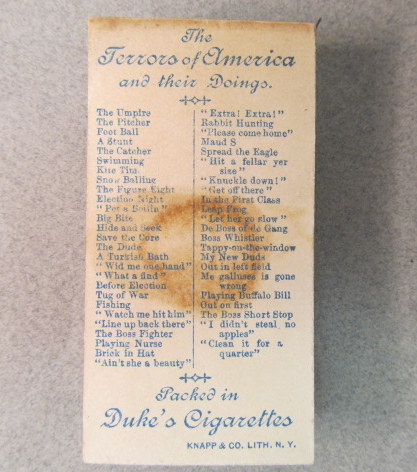 The
Terrors of America
and their Doings.
The Umpire
The Pitcher
Foot Ball
A Stunt
The Catcher
Swimming
Kite Time
Snow Balling
The Figure Eight
Election Night
Big Bite
Hide and Seek
Save the Core
The Dude
A Turkish Bath
"Wid me one hand"
"What a find"
Before Election
Tug of War
Fishing
"Watch me hit him"
"Line up back there"
The Boss Fighter
Playing Nurse
Brick in Hat
"Ain't she a beauty"
"Extra! Extra!"
Rabbit Hunting
"Please come home"
Maud S
Spread the Eagle
"Hit a fellar yer
size"
"Knuckle down!"
"Get off there"
In the First Class
Leap Frog
"Let her go slow"
De Boss of de Gang
Boss Whistler
Tappy-on-the-window
My New Duds
Out in left field
Me galluses is gone
wrong
Playing Buffalo Bill
Out on first
The Boss Short Stop
"I didn't steal no
apples"
"Clean it for a
quarter"
Packed in
Duke's Cigarettes
KNAPP & CO. LITH. N. Y.